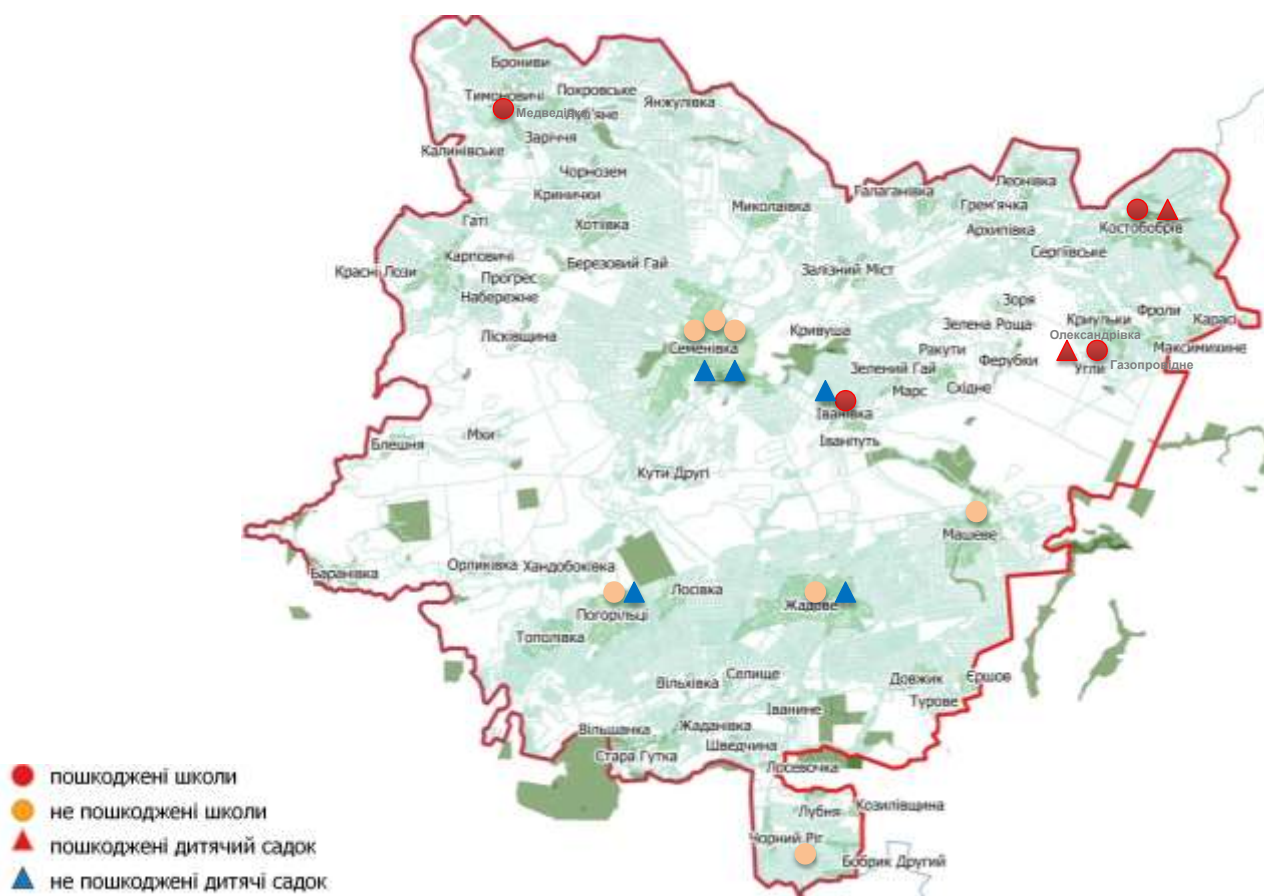 Брониви
Тимоновичі
Покровське
Янжулівка
Медведівка
Луб'яне
Заріччя
Калинівське
Чорнозем
Кринички
Миколаївка
Галаганівка
Леонівка
Грем'ячка
Гаті
Хотіївка
Архипівка
Костобобрів
Сергіївське
Карповичі
Березовий Гай
Красні Лози
Прогрес
Залізний Міст
Набережне
Зоря
Фроли
Лісківщина
Кривуша
Зелена Роща
Криульки
Карасі
Олександрівка
Семенівка
Ракути
Максимихине
Зелений Гай
Ферубки
Угли
Газопровідне
Марс
Східне
Іванівка
Блешня
Мхи
Іванпуть
Кути Другі
Машеве
Орликівка
Хандобоківка
Баранівка
Лосівка
Жадове
Погорільці
Тополівка
Селище
Вільхівка
Довжик
Єршов
Турове
Іванине
Вільшанка
Жаданівка
Шведчина
Стара Гутка
Лосевочка
Лубня
Козилівщина
Чорний Ріг
Бобрик Другий
пошкоджені школи
не пошкоджені школи
пошкоджені дитячий садок
не пошкоджені дитячі садок